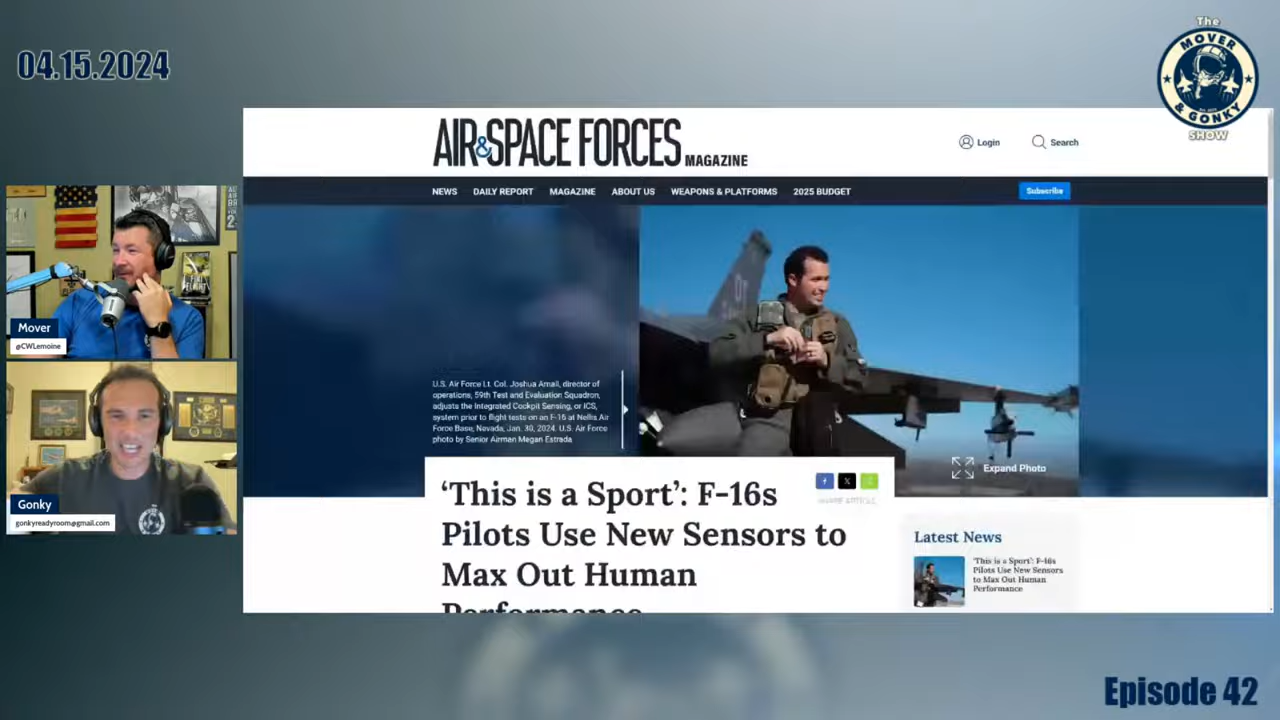 04.15.2024
The
MOVER
& GONKY
SHOW
AIR&SPACE FORCES MAGAZINE
Login
Search
NEWS DAILY REPORT MAGAZINE ABOUT US WEAPONS & PLATFORMS 2025 BUDGET
Subscribe
Mover
@CWLemoine
Gonky
gonkyreadyroom@gmail.com
U.S. Air Force Lt. Col. Joshua Arnall, director of
operations, 59th Test and Evaluation Squadron,
adjusts the Integrated Cockpit Sensing, or ICS,
system prior to flight tests on an F-16 at Nellis Air
Force Base, Nevada, Jan. 30, 2024. U.S. Air Force
photo by Senior Airman Megan Estrada
OT
Expand Photo
‘This is a Sport’: F-16s
Pilots Use New Sensors to
Max Out Human
Performance
SHARE ARTICLE
Latest News
‘This is a Sport’: F-16s
Pilots Use New Sensors
to Max Out Human
Performance
Episode 42